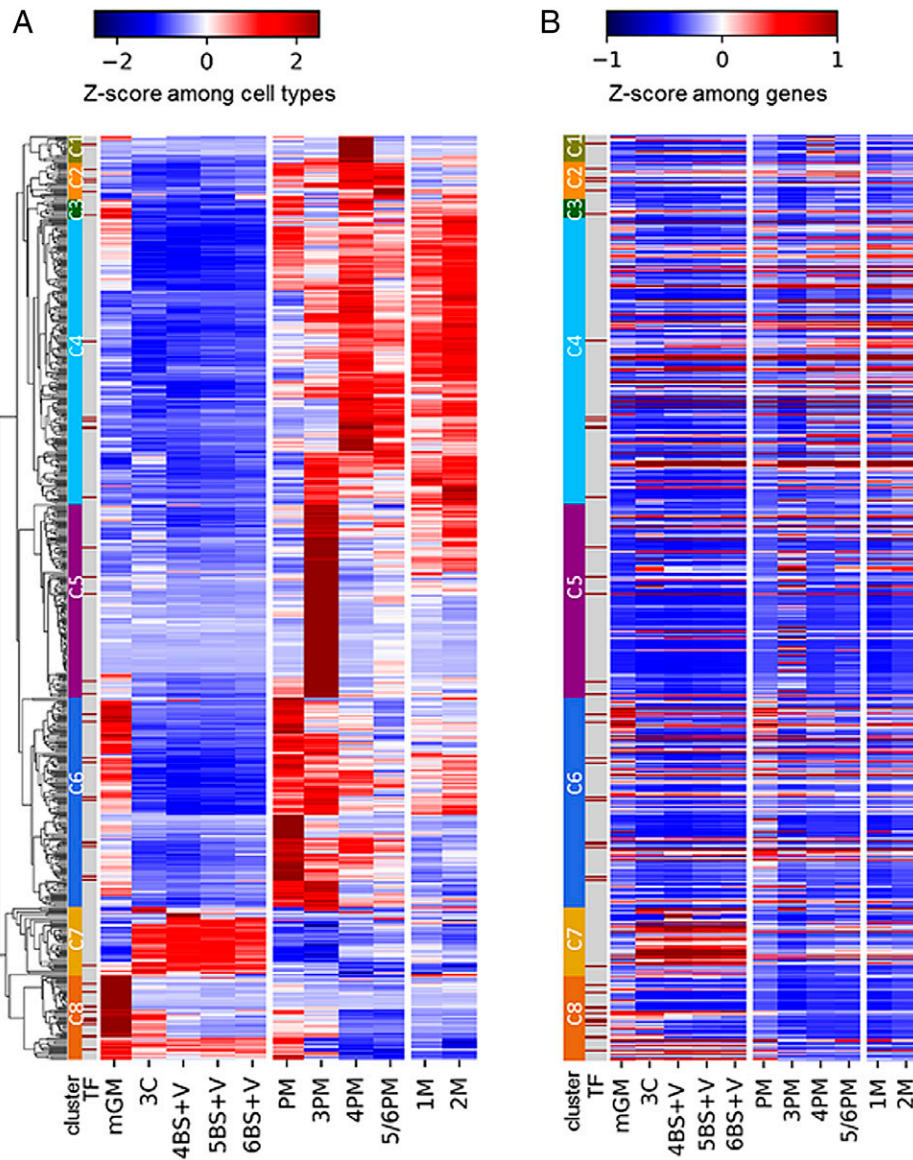 A
B
−2 0 2
−1 0 1
Z-score among cell types
Z-score among genes
C1
C2
C3
C4
C5
C6
C7
C8
C1
C2
C3
C4
C5
C6
C7
C8
cluster TF mGM 3C 4BS+V 5BS+V 6BS+V PM 3PM 4PM 5/6PM 1M 2M
cluster TF mGM 3C 4BS+V 5BS+V 6BS+V PM 3PM 4PM 5/6PM 1M 2M